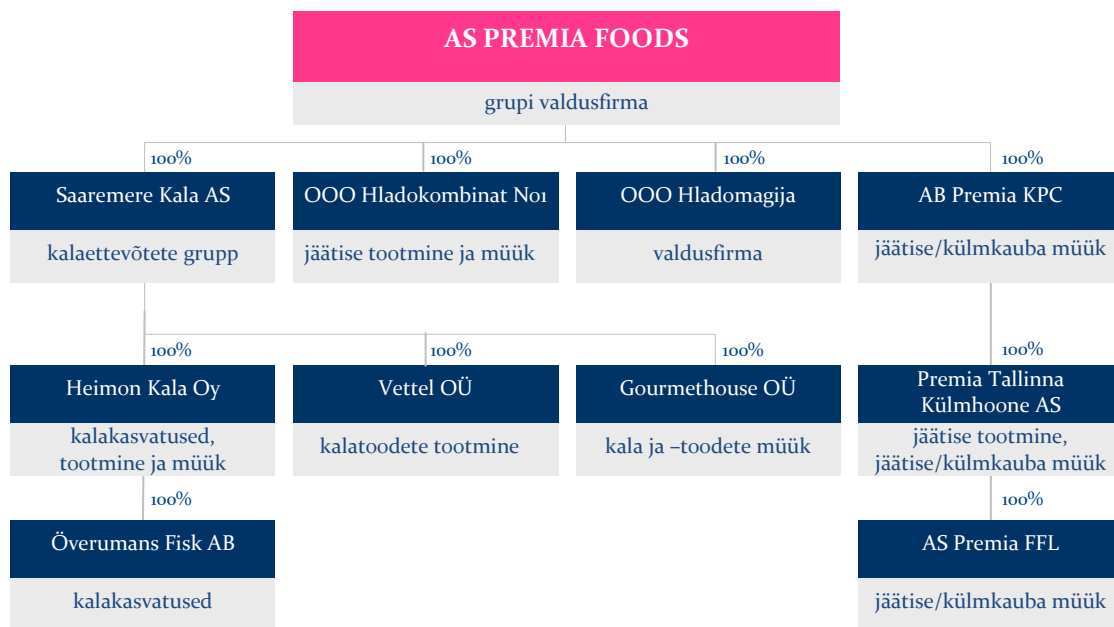 AS PREMIA FOODS
grupi valdusfirma
100%
100%
100%
100%
Saaremere Kala AS
OOO Hladokombinat No1
OOO Hladomagija
AB Premia KPC
kalaettevõtete grupp
jäätise tootmine ja müük
valdusfirma
jäätise/külmkauba müük
100%
100%
100%
100%
Heimon Kala Oy
Vettel OÜ
Gourmethouse OÜ
Premia Tallinna
Külmhoone AS
kalakasvatused,
tootmine ja müük
kalatoodete tootmine
kala ja –toodete müük
jäätise tootmine,
jäätise/külmkauba müük
100%
100%
Överumans Fisk AB
AS Premia FFL
kalakasvatused
jäätise/külmkauba müük